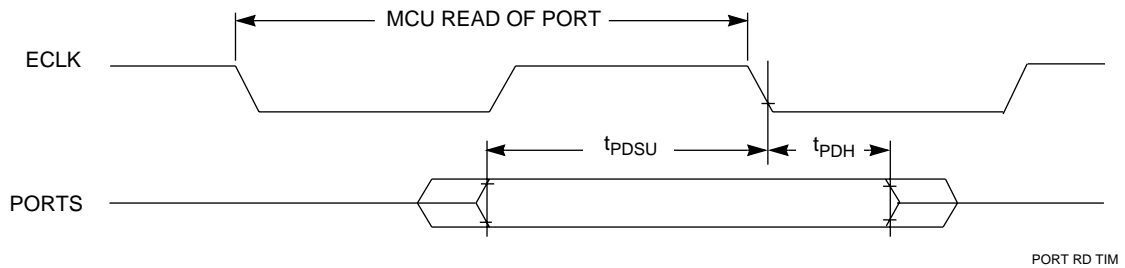 MCU READ OF PORT
ECLK
tPDSU
tPDH
PORTS
PORT RD TIM